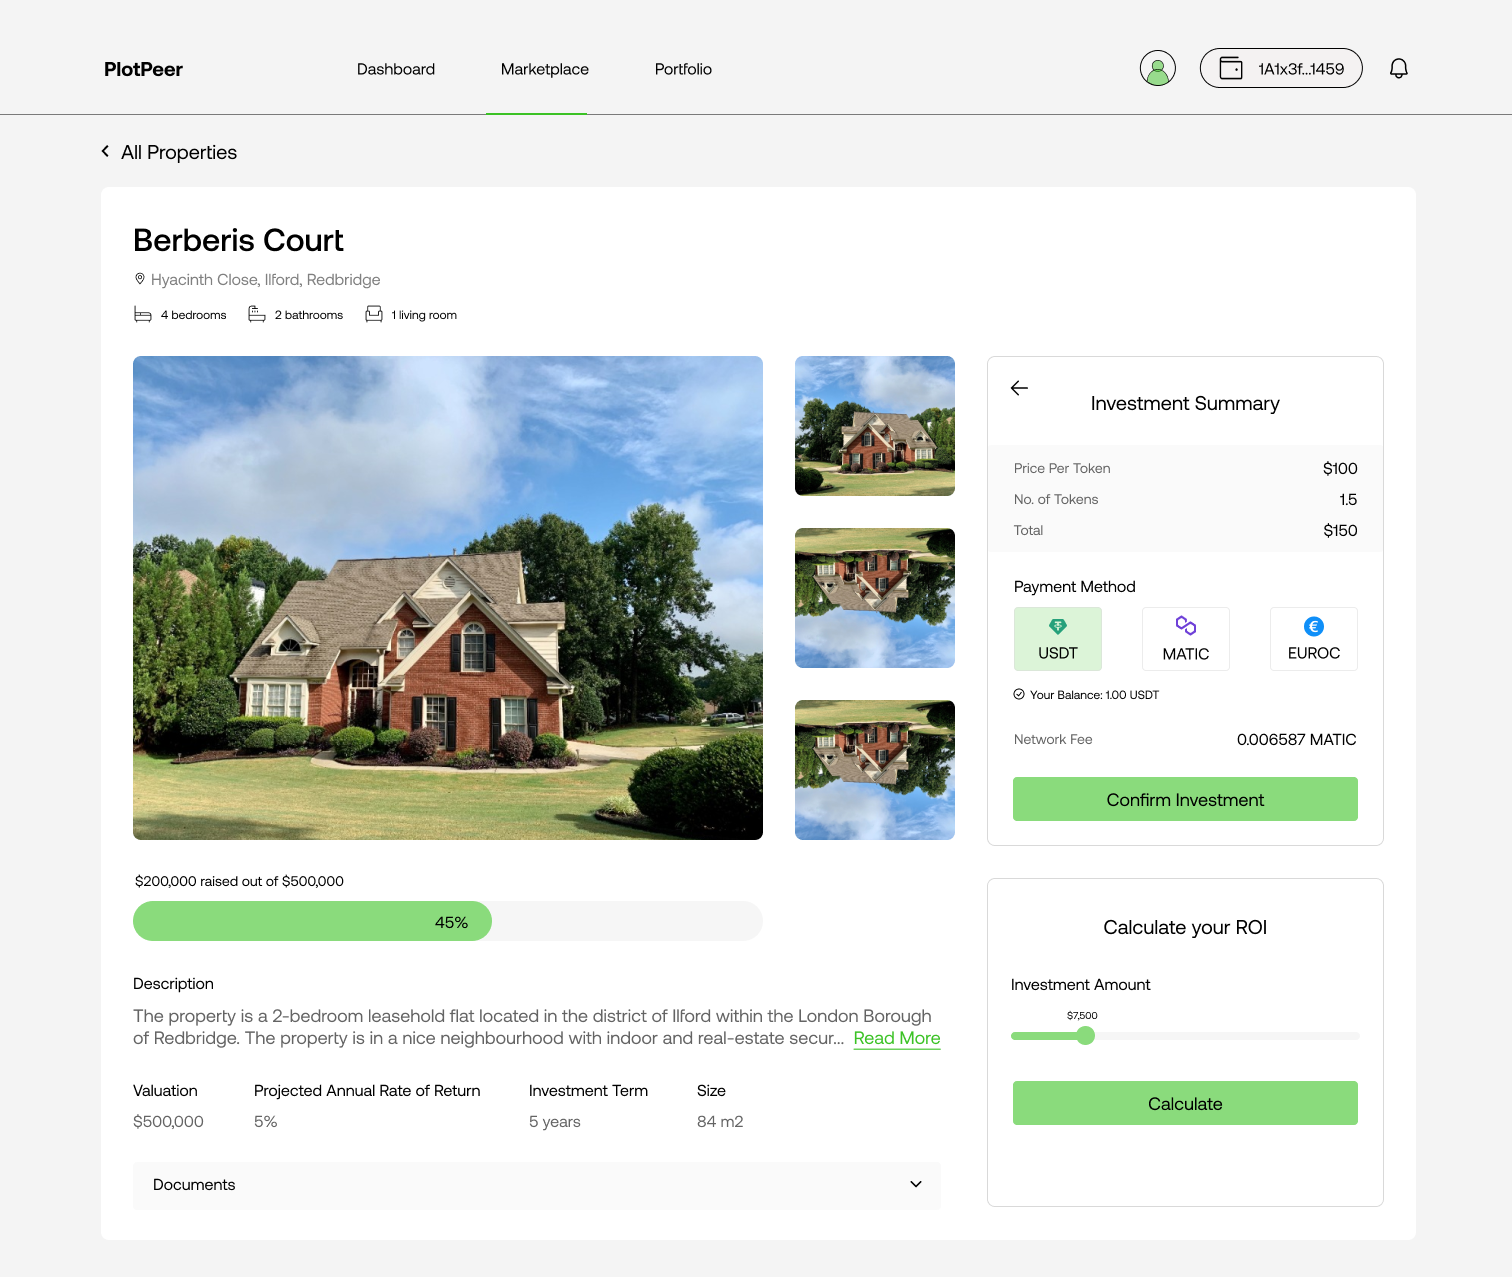 PlotPeer
Dashboard
Marketplace
Portfolio
1A1x3f...1459
All Properties
Berberis Court
Hyacinth Close, Ilford, Redbridge
4 bedrooms
2 bathrooms
1 living room
$200,000 raised out of $500,000
45%
Description
The property is a 2-bedroom leasehold flat located in the district of Ilford within the London Borough
of Redbridge. The property is in a nice neighbourhood with indoor and real-estate secur... Read More
Valuation
$500,000
Projected Annual Rate of Return
5%
Investment Term
5 years
Size
84 m2
Documents
Investment Summary
Price Per Token $100
No. of Tokens 1.5
Total $150
Payment Method
USDT
MATIC
EUROC
Your Balance: 1.00 USDT
Network Fee 0.006587 MATIC
Confirm Investment
Calculate your ROI
Investment Amount
$7,500
Calculate